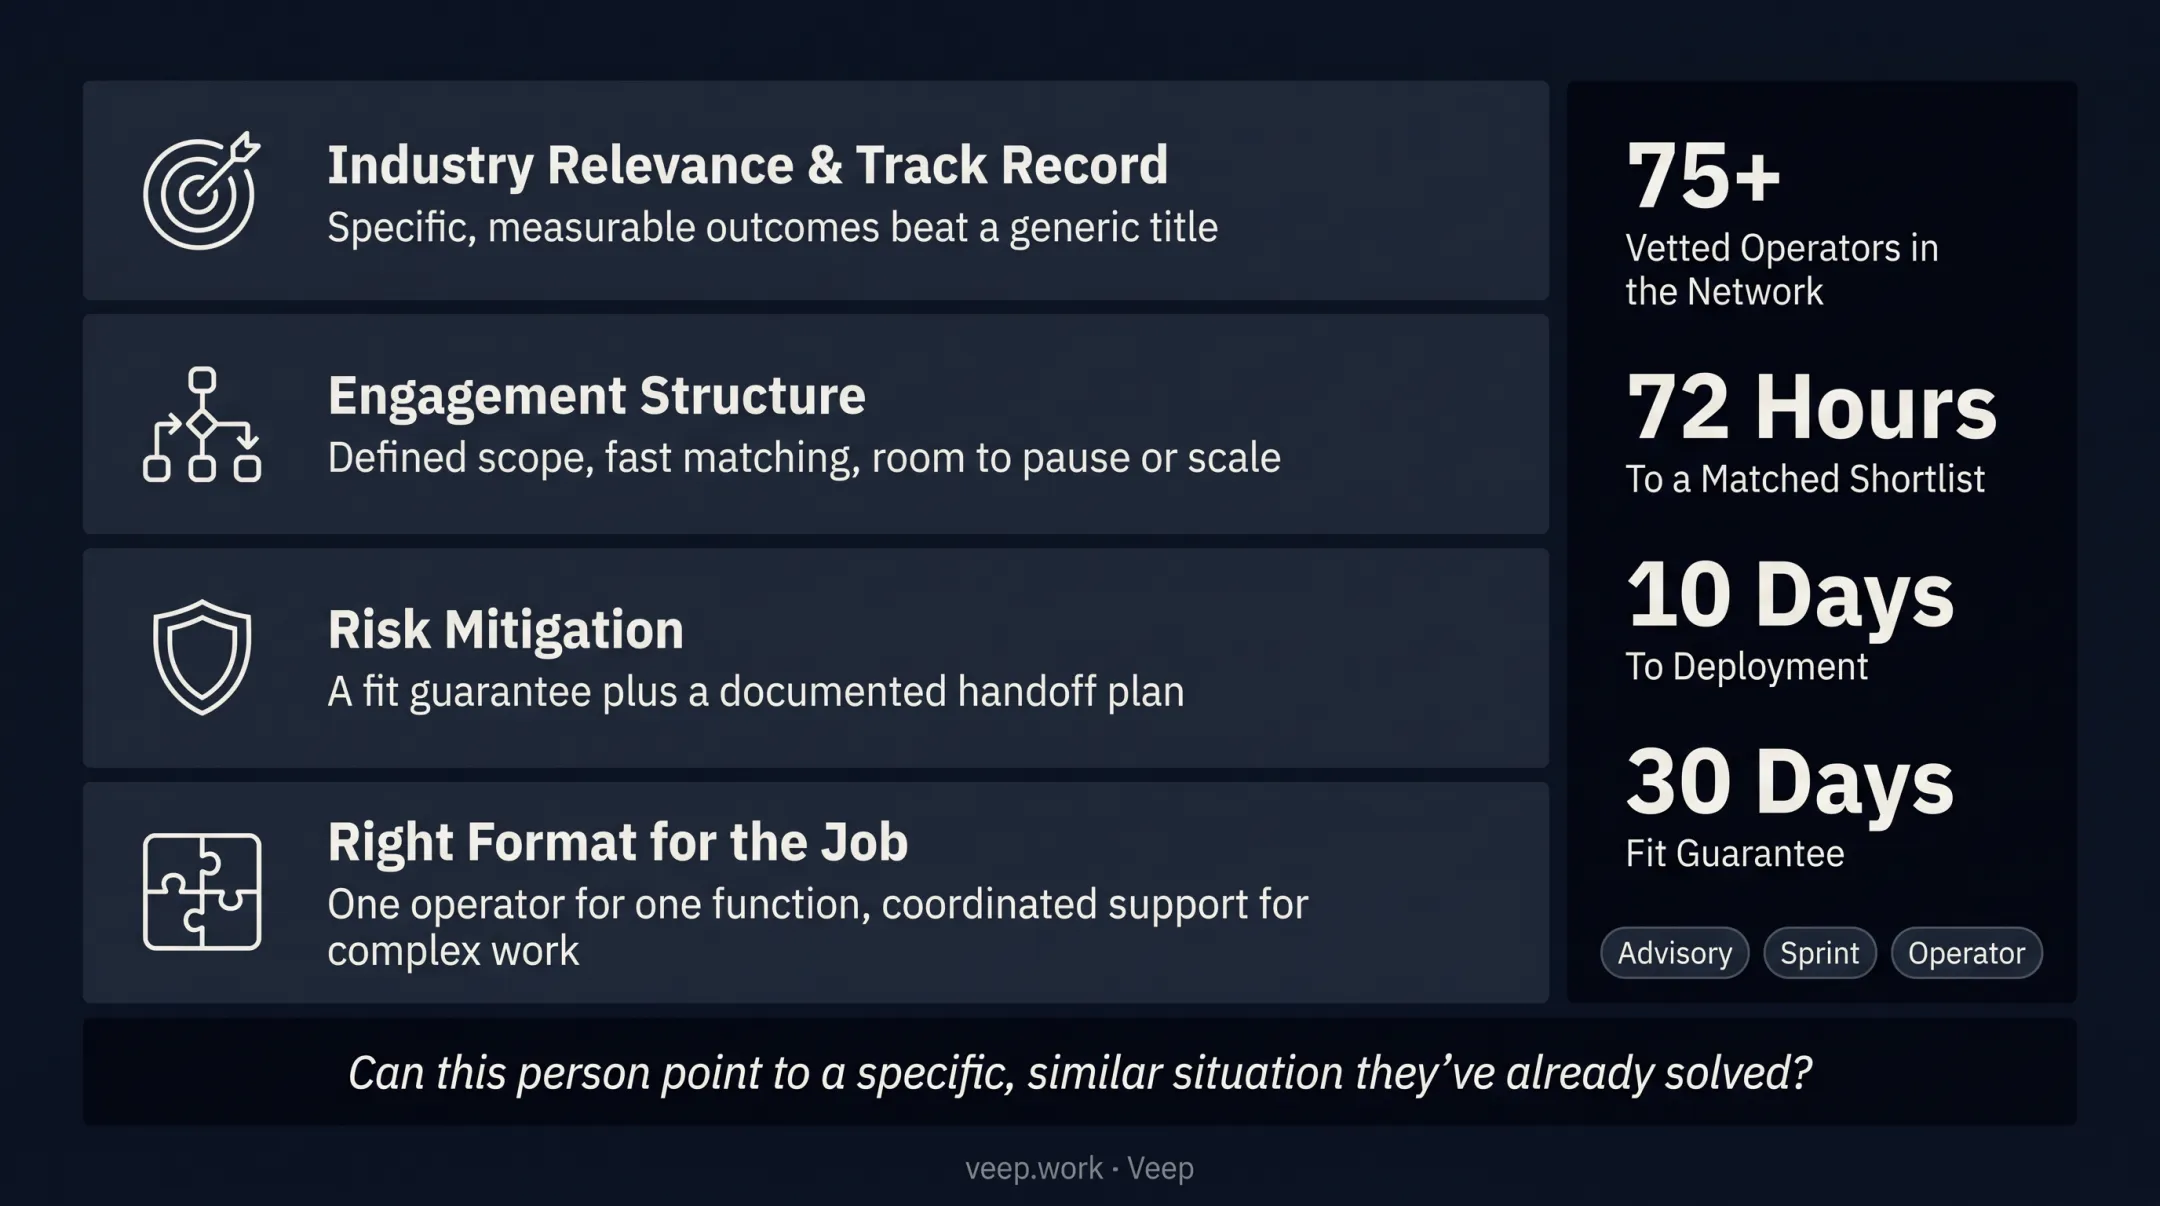 Industry Relevance & Track Record
Specific, measurable outcomes beat a generic title
Engagement Structure
Defined scope, fast matching, room to pause or scale
Risk Mitigation
A fit guarantee plus a documented handoff plan
Right Format for the Job
One operator for one function, coordinated support for
complex work
75+
Vetted Operators in
the Network
72 Hours
To a Matched Shortlist
10 Days
To Deployment
30 Days
Fit Guarantee
Advisory Sprint Operator
Can this person point to a specific, similar situation they’ve already solved?
veep.work · Veep